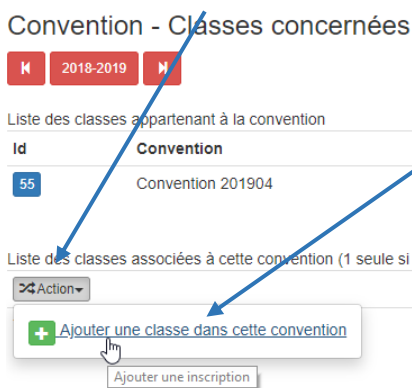 Convention - Classes concernées
2018-2019
Liste des classes appartenant à la convention
Id Convention
55 Convention 201904
Liste des classes associées à cette convention (1 seule si
Action
Ajouter une classe dans cette convention
Ajouter une inscription